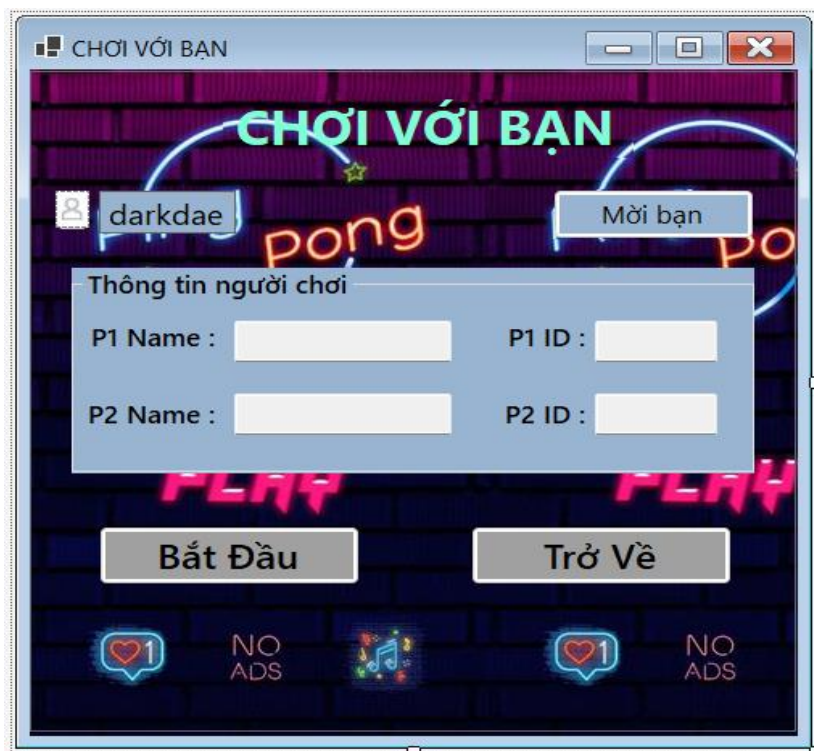 CHƠI VỚI BẠN
CHƠI VỚI BẠN
darkdae
Mời bạn
Pong
Po
Thông tin người chơi
P1 Name :
P1 ID :
P2 Name :
P2 ID :
PLAY
PLAY
Bắt Đầu
Trở Về
1
NO
ADS
1
NO
ADS